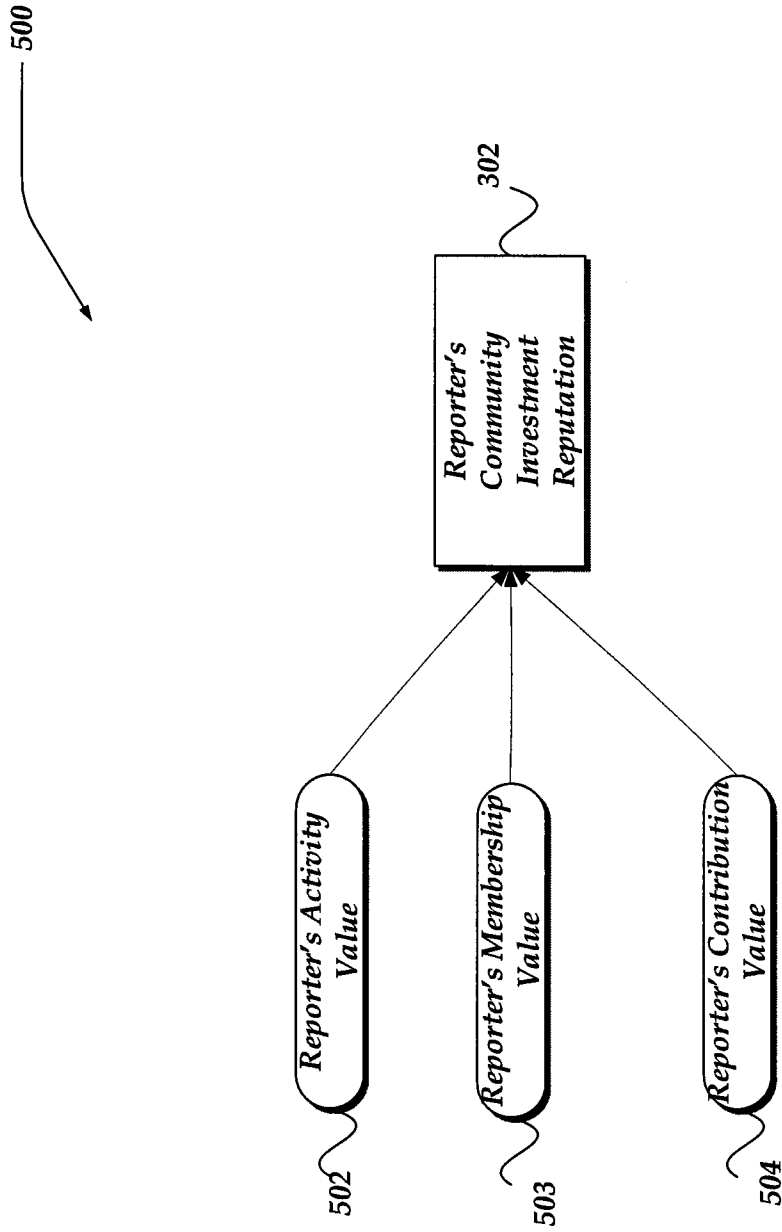 500
502
Reporter's Activity
Value
503
Reporter's Membership
Value
504
Reporter's Contribution
Value
Reporter's
Community
Investment
Reputation
302